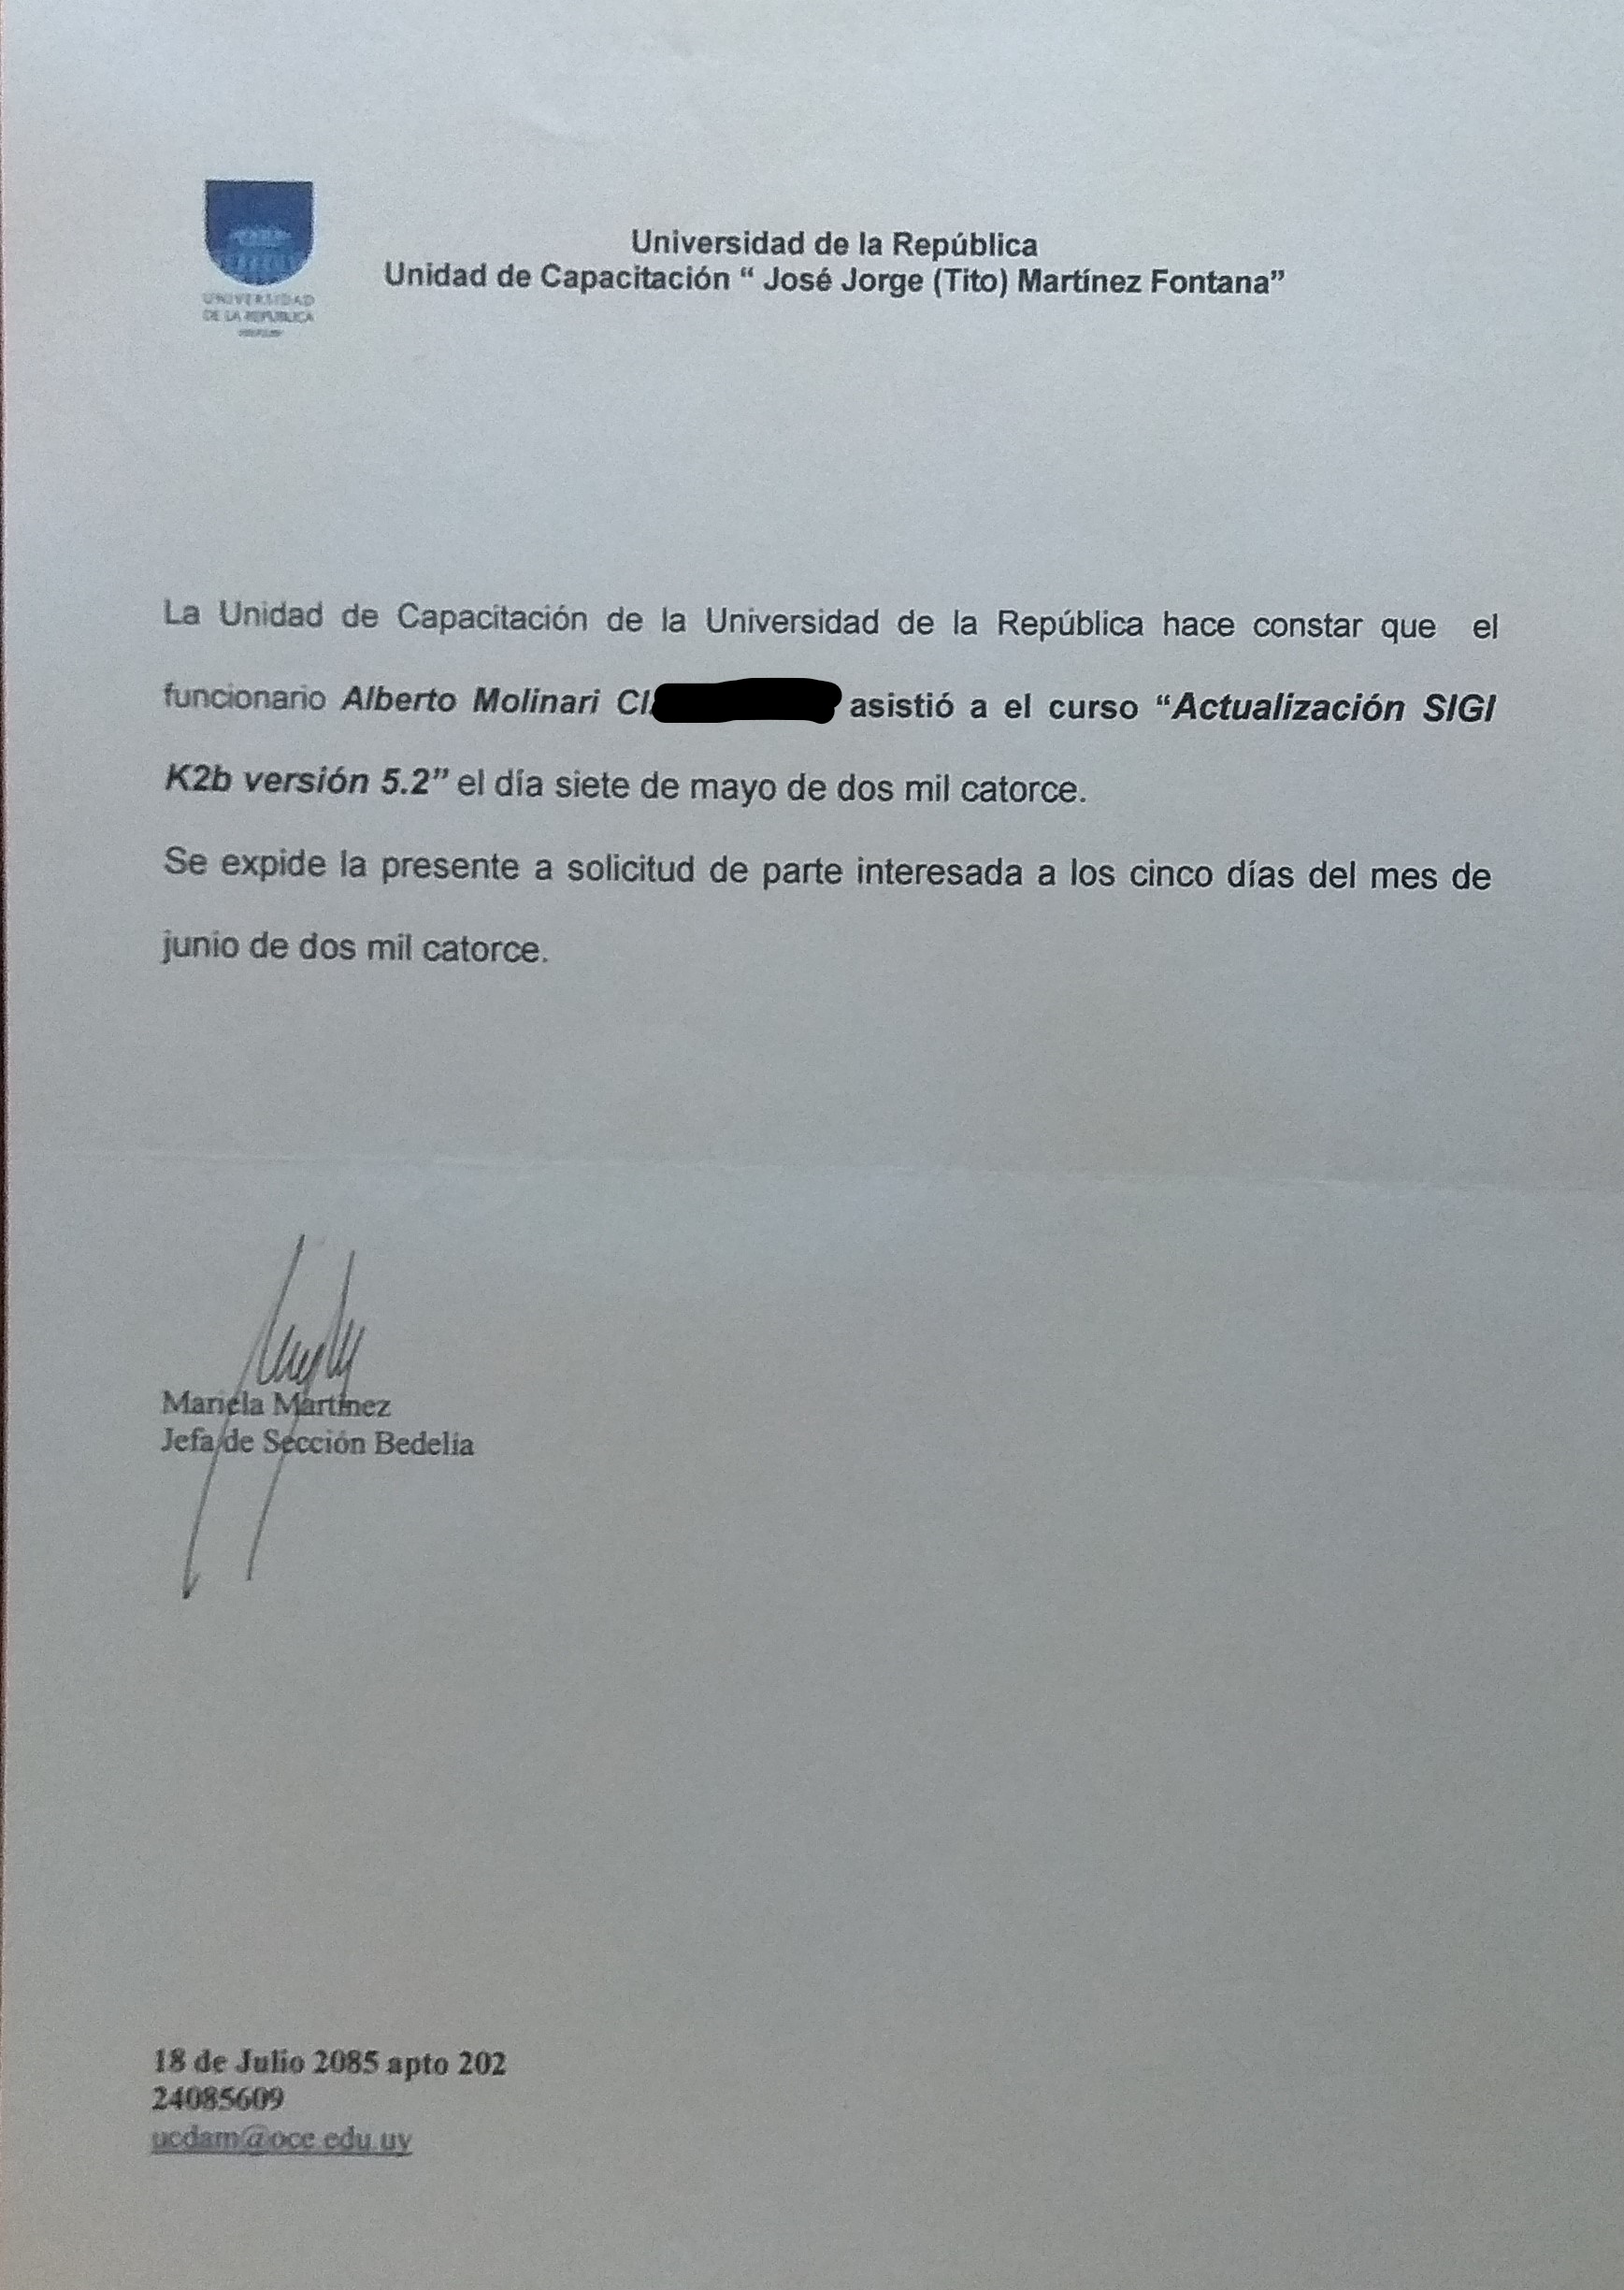 UNIVERSIDAD
DE LA REPÚBLICA
Universidad de la República
Unidad de Capacitación “ José Jorge (Tito) Martínez Fontana”
La Unidad de Capacitación de la Universidad de la República hace constar que el
funcionario Alberto Molinari CI. asistió a el curso “Actualización SIGI
K2b versión 5.2” el día siete de mayo de dos mil catorce.
Se expide la presente a solicitud de parte interesada a los cinco días del mes de
junio de dos mil catorce.
Mariela Martínez
Jefa de Sección Bedelía
18 de Julio 2085 apto 202
24085609
ucdam@oce.edu.uy